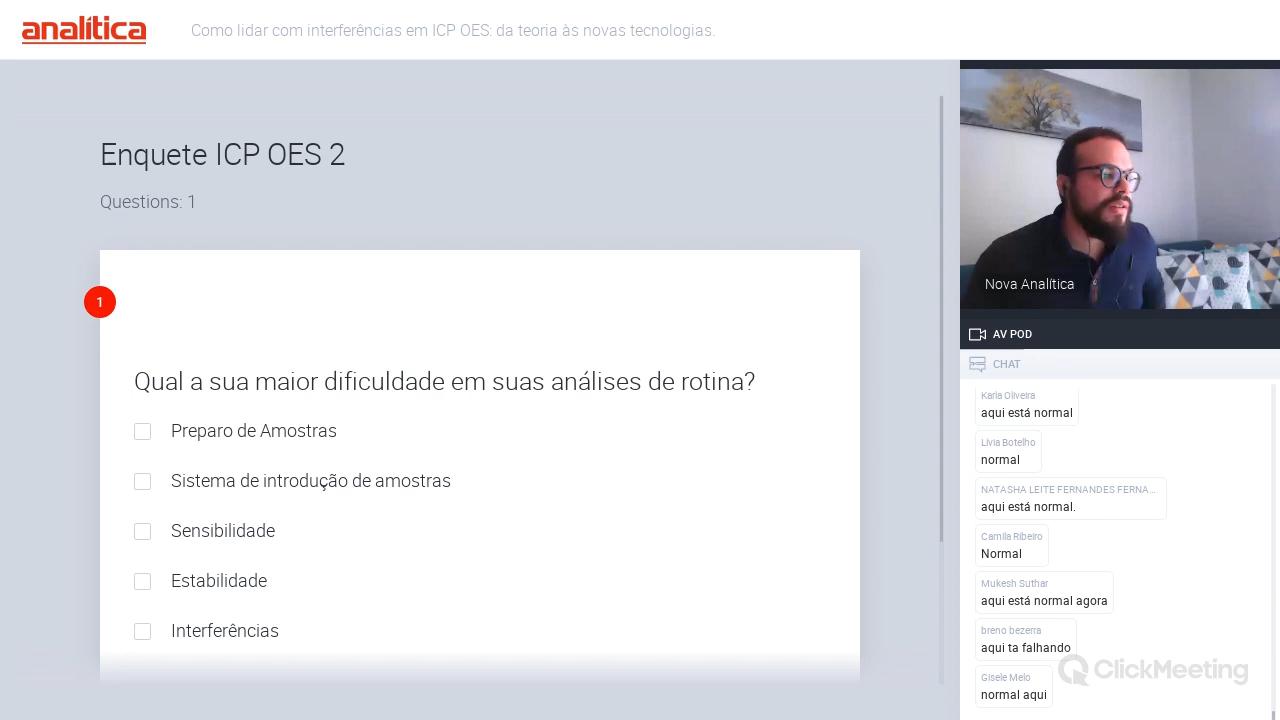 analítica
Como lidar com interferências em ICP OES: da teoria às novas tecnologias.
Enquete ICP OES 2
Questions: 1
1
Qual a sua maior dificuldade em suas análises de rotina?
Preparo de Amostras
Sistema de introdução de amostras
Sensibilidade
Estabilidade
Interferências
Nova Analítica
AV POD
CHAT
Karla Oliveira
aqui está normal
Lívia Botelho
normal
NATASHA LEITE FERNANDES FERNA...
aqui está normal.
Camila Ribeiro
Normal
Mukesh Suthar
aqui está normal agora
breno bezerra
aqui ta falhando
Gisele Melo
normal aqui
ClickMeeting